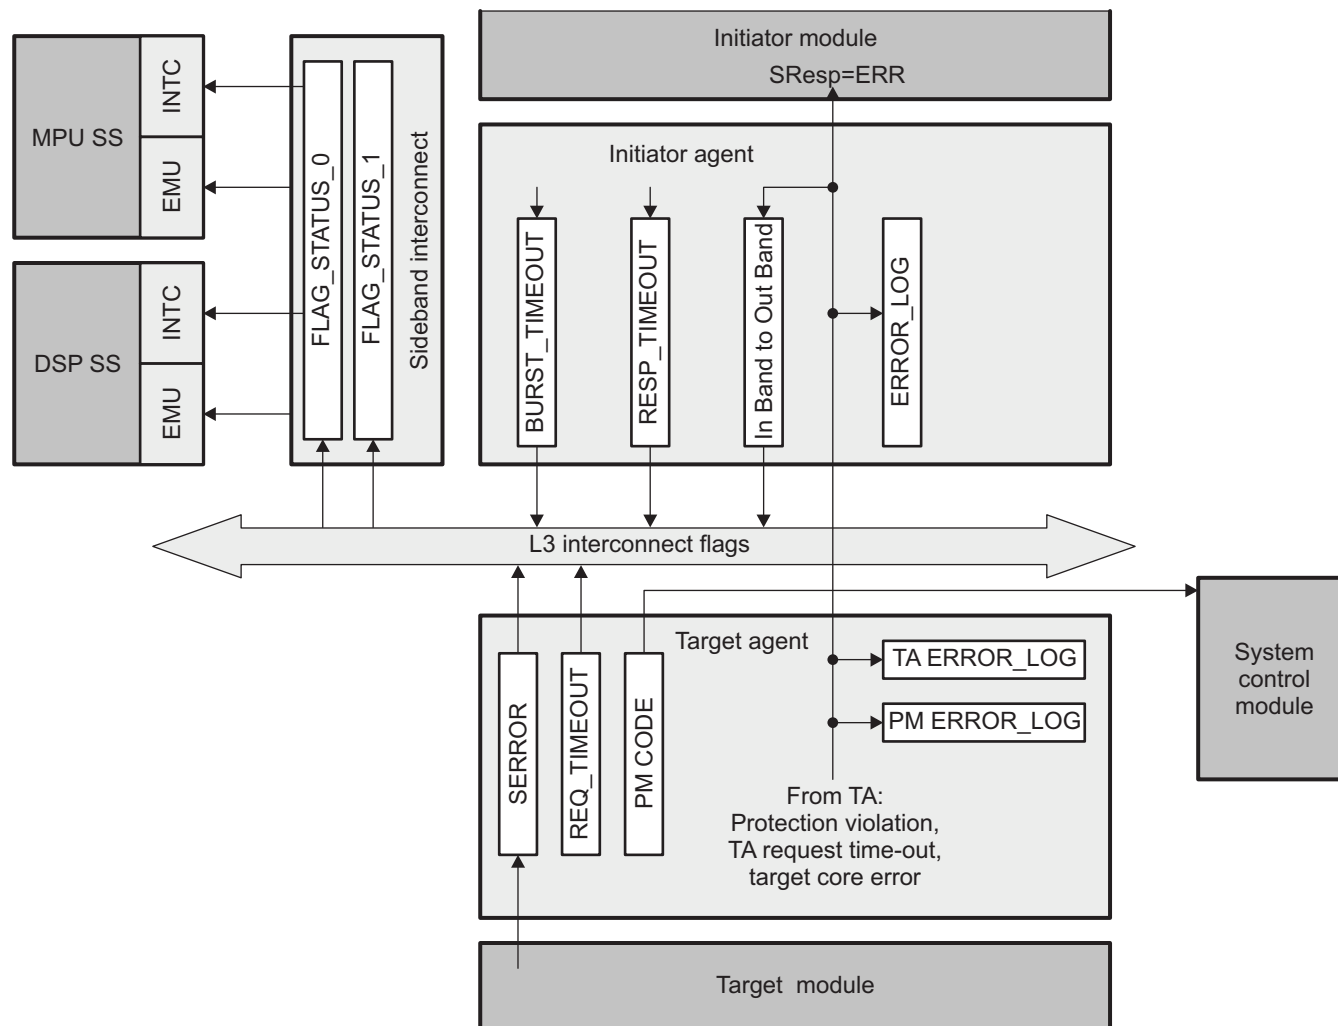 Initiator module
SResp=ERR
MPU SS
INTC
EMU
DSP SS
INTC
EMU
FLAG_STATUS_0
FLAG_STATUS_1
Sideband interconnect
Initiator agent
BURST_TIMEOUT
RESP_TIMEOUT
In Band to Out Band
ERROR_LOG
L3 interconnect flags
Target agent
SERROR
REQ_TIMEOUT
PM CODE
TA ERROR_LOG
PM ERROR_LOG
From TA:
Protection violation,
TA request time-out,
target core error
System
control
module
Target module